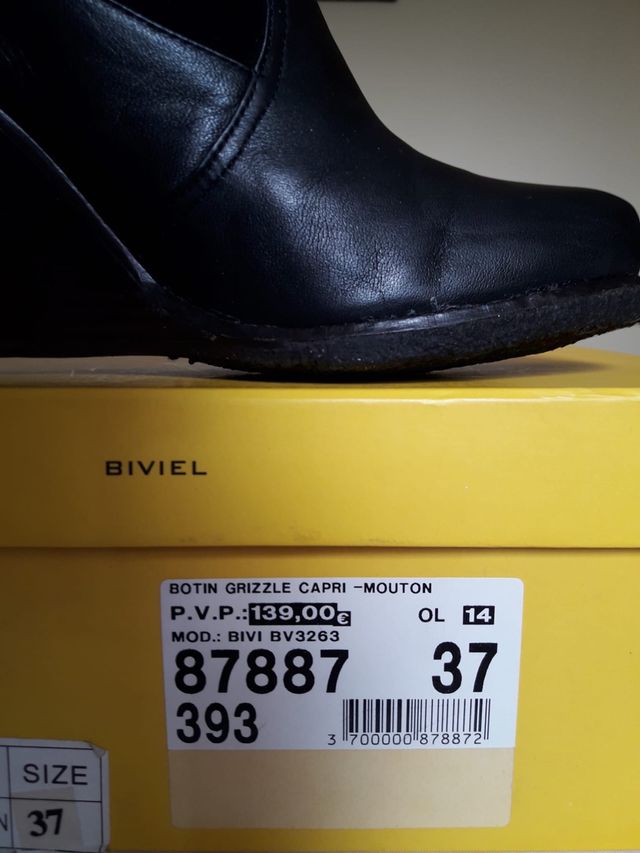 BIVIEL
BOTIN GRIZZLE CAPRI -MOUTON
P.V.P.: 139,00€ OL 14
MOD.: BIVI BV3263
87887 37
393
3 700000 878872
SIZE
N 37